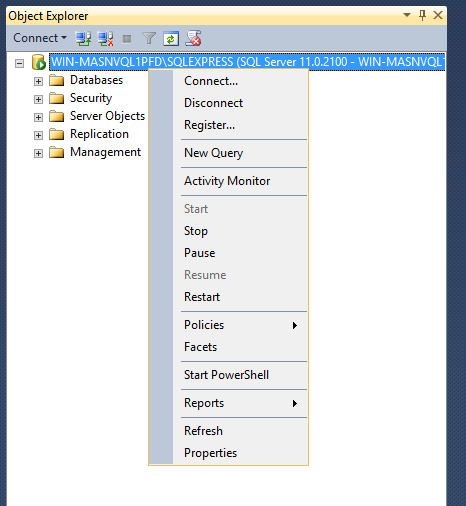 Object Explorer
Connect
WIN-MASNVQL1PFD\SQLEXPRESS (SQL Server 11.0.2100 - WIN-MASNVQL1
Databases
Security
Server Objects
Replication
Management
Connect...
Disconnect
Register...
New Query
Activity Monitor
Start
Stop
Pause
Resume
Restart
Policies
Facets
Start PowerShell
Reports
Refresh
Properties